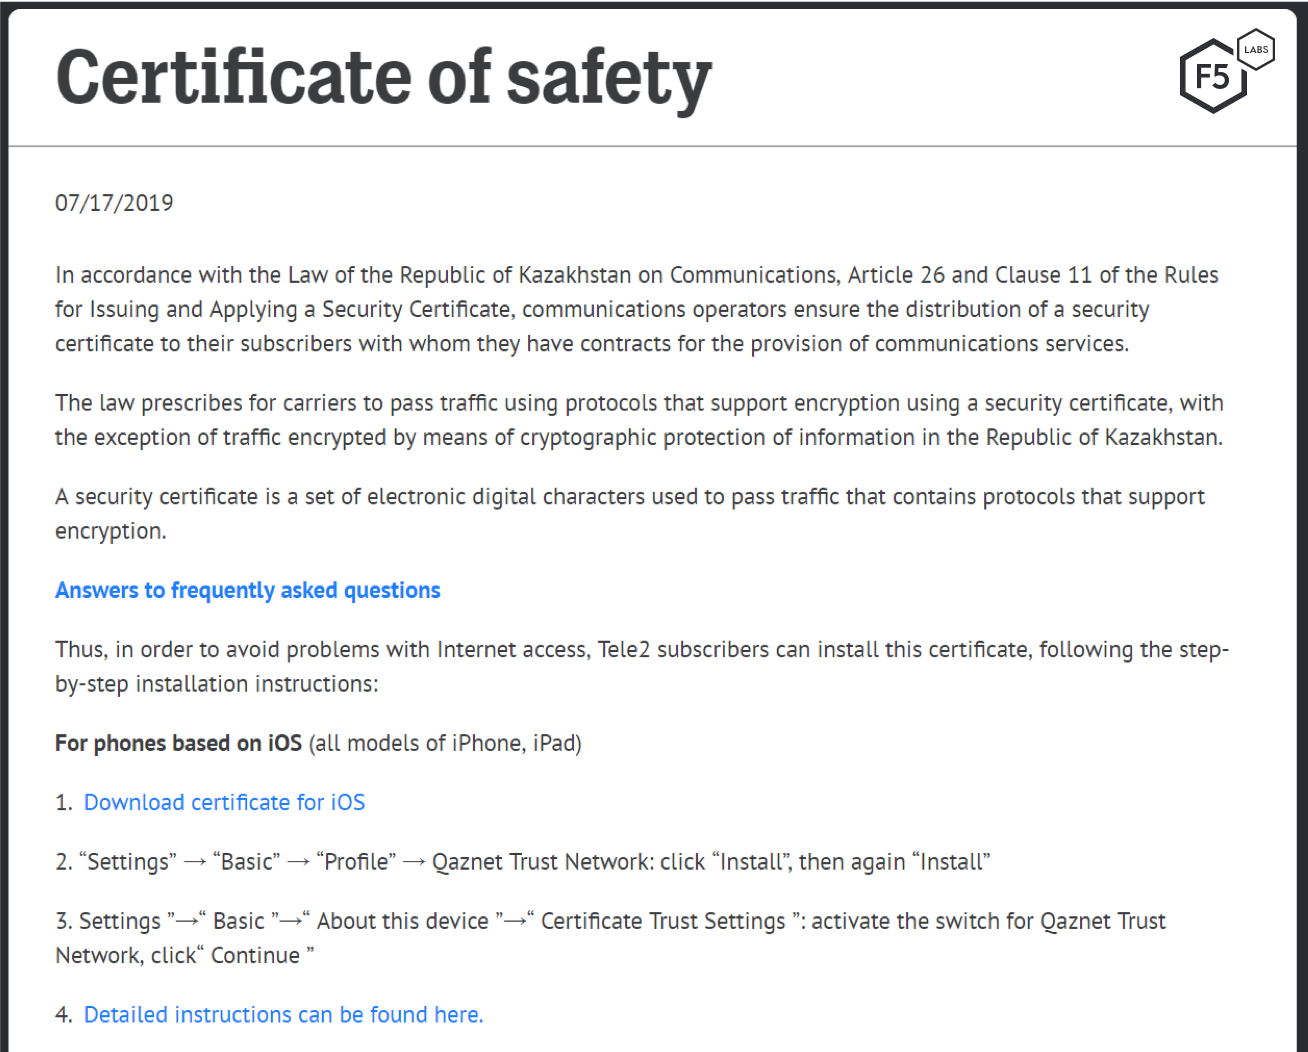 Certificate of safety
F5
LABS
07/17/2019
In accordance with the Law of the Republic of Kazakhstan on Communications, Article 26 and Clause 11 of the Rules
for Issuing and Applying a Security Certificate, communications operators ensure the distribution of a security
certificate to their subscribers with whom they have contracts for the provision of communications services.
The law prescribes for carriers to pass traffic using protocols that support encryption using a security certificate, with
the exception of traffic encrypted by means of cryptographic protection of information in the Republic of Kazakhstan.
A security certificate is a set of electronic digital characters used to pass traffic that contains protocols that support
encryption.
Answers to frequently asked questions
Thus, in order to avoid problems with Internet access, Tele2 subscribers can install this certificate, following the step-
by-step installation instructions:
For phones based on iOS (all models of iPhone, iPad)
1. Download certificate for iOS
2. “Settings” → “Basic” → “Profile” → Qaznet Trust Network: click “Install”, then again “Install”
3. Settings ”→“ Basic ”→“ About this device ”→“ Certificate Trust Settings ”: activate the switch for Qaznet Trust
Network, click“ Continue ”
4. Detailed instructions can be found here.